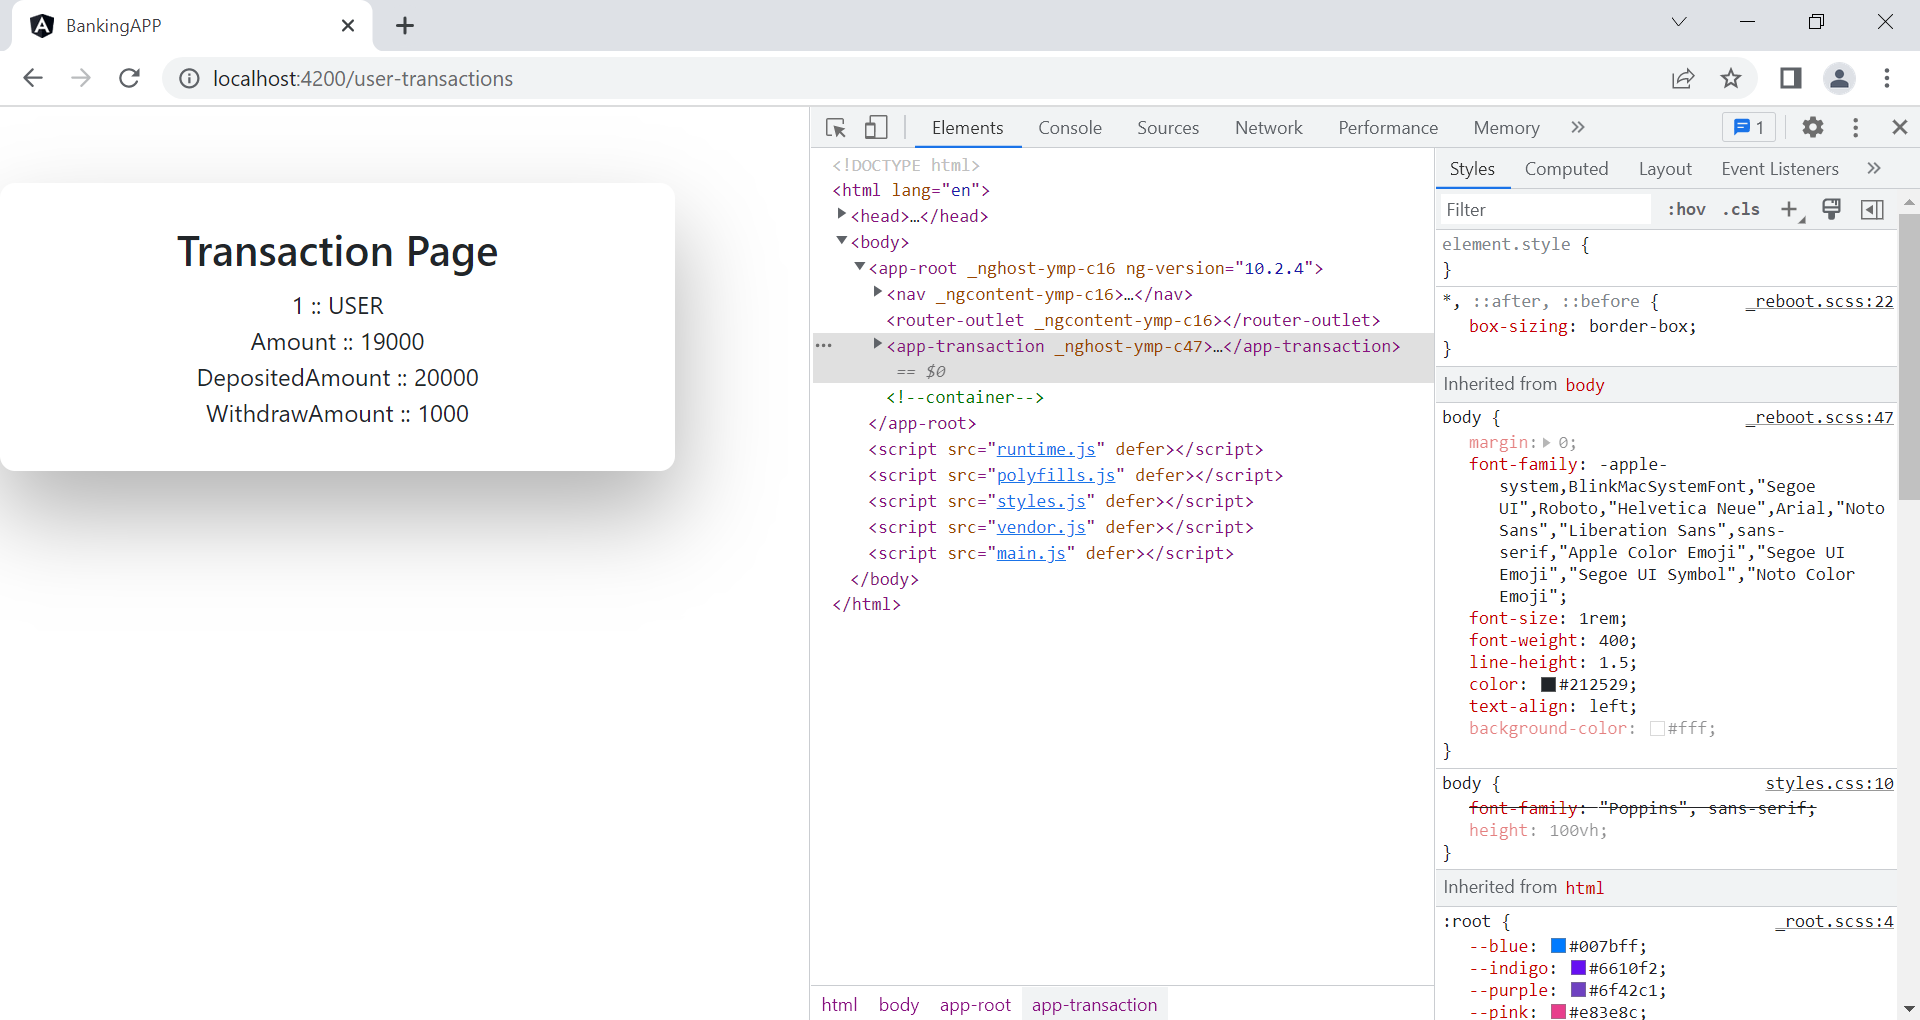 BankingAPP
localhost:4200/user-transactions
Transaction Page
1 :: USER
Amount :: 19000
DepositedAmount :: 20000
WithdrawAmount :: 1000
Elements Console Sources Network Performance Memory » 1
<!DOCTYPE html>
<html lang="en">
<head>…</head>
<body>
<app-root _nghost-ymp-c16 ng-version="10.2.4">
<nav _ngcontent-ymp-c16>…</nav>
<router-outlet _ngcontent-ymp-c16></router-outlet>
<app-transaction _nghost-ymp-c47>…</app-transaction>
== $0
<!--container-->
</app-root>
<script src="runtime.js" defer></script>
<script src="polyfills.js" defer></script>
<script src="styles.js" defer></script>
<script src="vendor.js" defer></script>
<script src="main.js" defer></script>
</body>
</html>
html body app-root app-transaction
Styles Computed Layout Event Listeners »
Filter :hov .cls
element.style {
}
*, ::after, ::before { _reboot.scss:22
box-sizing: border-box;
}
Inherited from body
body { _reboot.scss:47
margin: 0;
font-family: -apple-
system,BlinkMacSystemFont,"Segoe
UI",Roboto,"Helvetica Neue",Arial,"Noto
Sans","Liberation Sans",sans-
serif,"Apple Color Emoji","Segoe UI
Emoji","Segoe UI Symbol","Noto Color
Emoji";
font-size: 1rem;
font-weight: 400;
line-height: 1.5;
color: #212529;
text-align: left;
background-color: #fff;
}
body { styles.css:10
font-family: "Poppins", sans-serif;
height: 100vh;
}
Inherited from html
:root { _root.scss:4
--blue: #007bff;
--indigo: #6610f2;
--purple: #6f42c1;
--pink: #e83e8c;